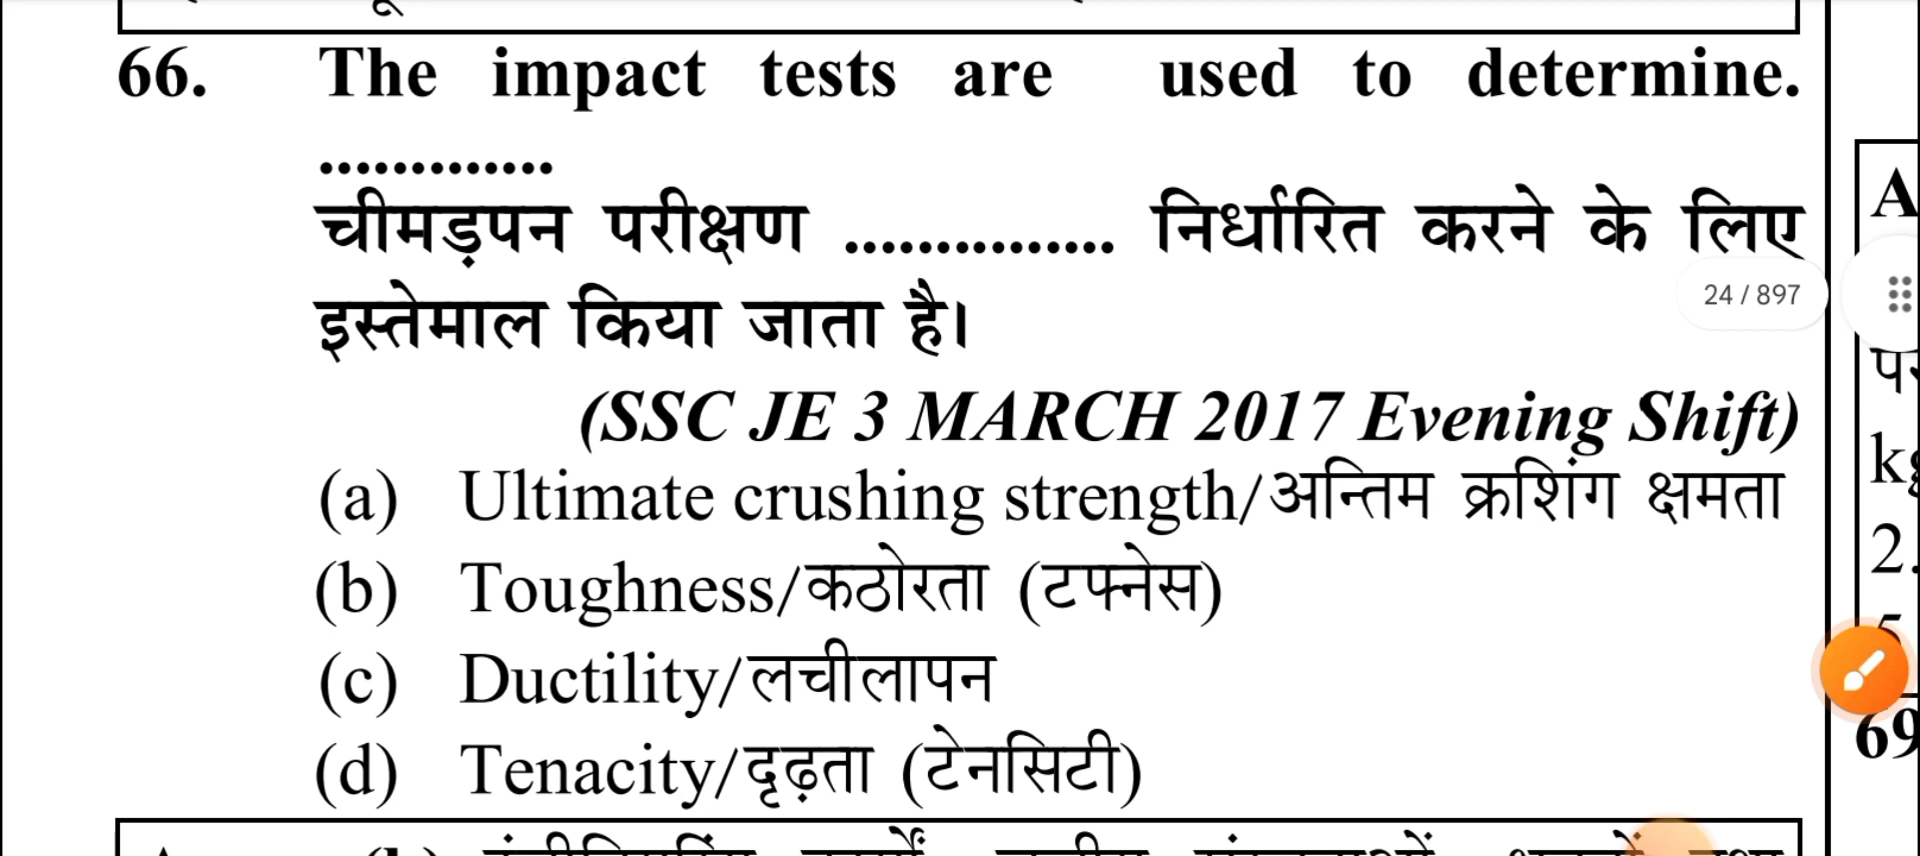 66. The impact tests are used to determine.
.............
चीमड़पन परीक्षण ............... निर्धारित करने के लिए
इस्तेमाल किया जाता है।
(SSC JE 3 MARCH 2017 Evening Shift)
(a) Ultimate crushing strength/अन्तिम क्रशिंग क्षमता
(b) Toughness/कठोरता (टफ्नेस)
(c) Ductility/लचीलापन
(d) Tenacity/दृढ़ता (टेनसिटी)
24 / 897
A
2.
69